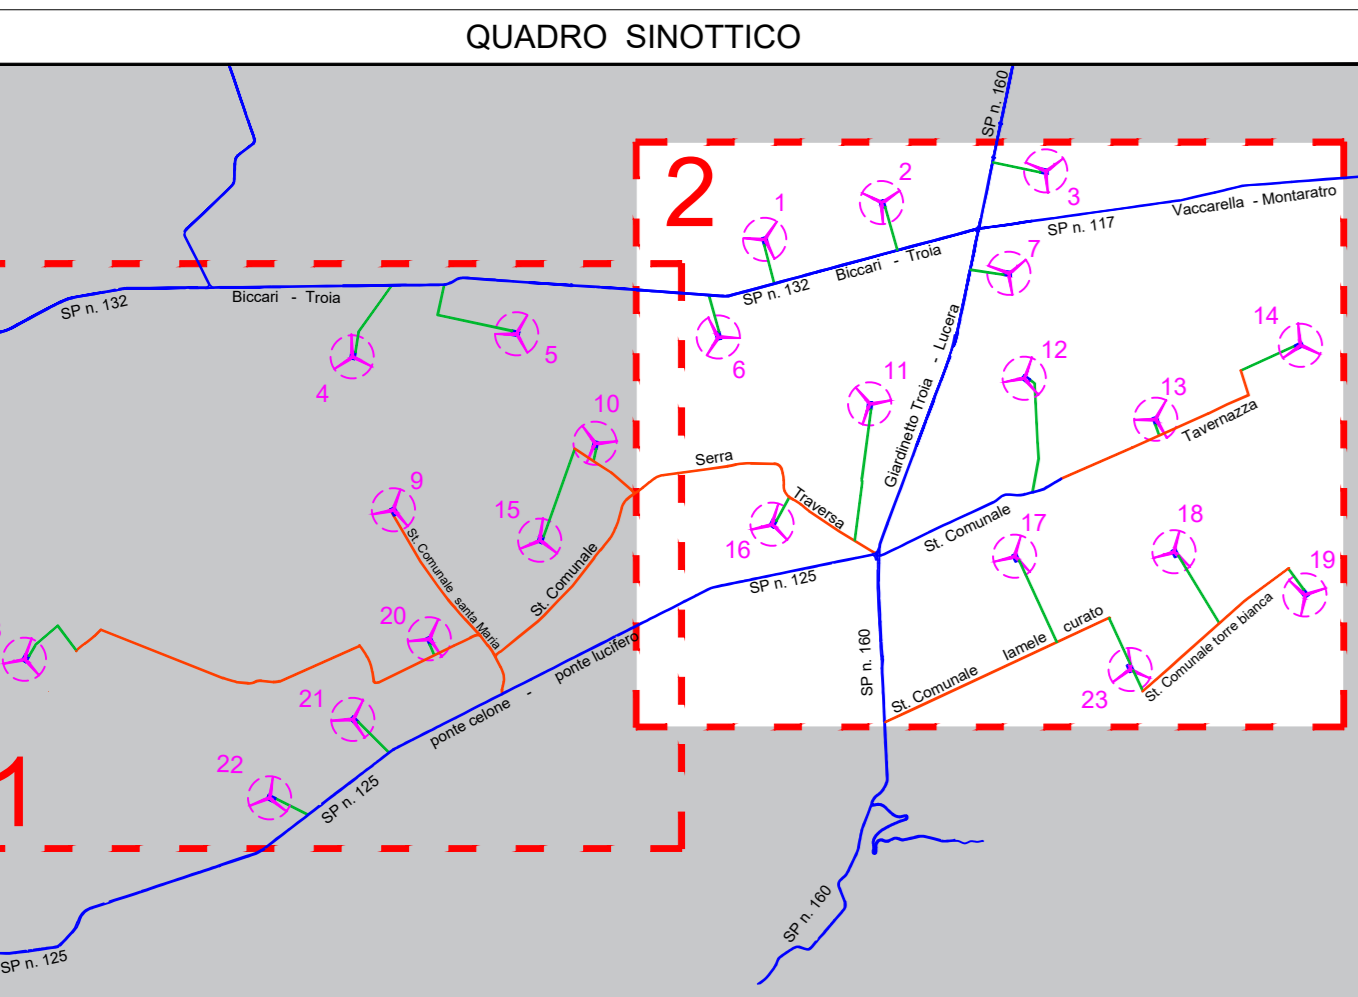 QUADRO SINOTTICO
SP n. 160
2
1
2
3
Vaccarella - Montaratro
SP n. 117
7
Biccari - Troia
SP n. 132
Biccari - Troia
SP n. 132
4
5
6
Giardinetto Troia - Lucera
11
12
13
14
Tavernazza
10
9
15
Serra
Traversa
16
St. Comunale
17
18
19
St. Comunale santa Maria
St. Comunale
SP n. 125
20
21
22
ponte celone - ponte lucifero
SP n. 160
St. Comunale lamele curato
23
St. Comunale torre bianca
1
SP n. 125
SP n. 125
SP n. 160